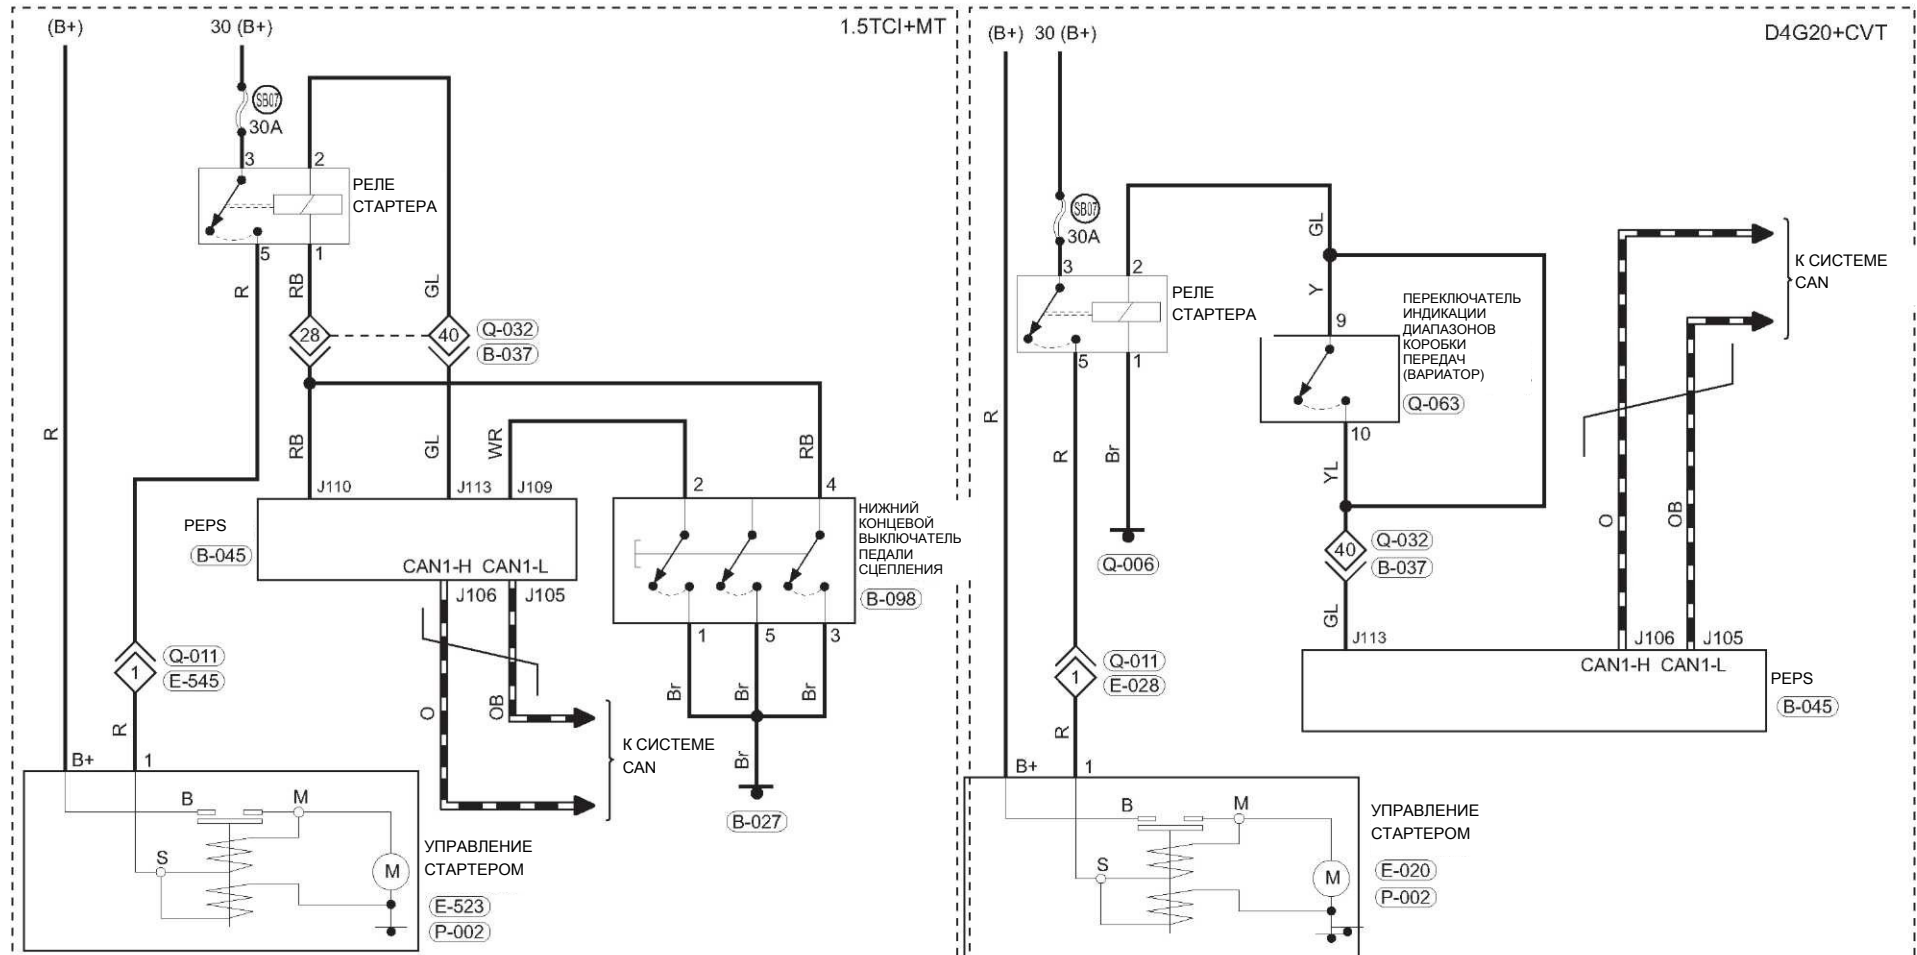 (B+) 30 (B+) 1.5TCI+MT
SB07
30A
3 2
РЕЛЕ
СТАРТЕРА
5 1
R RB GL
28 40 Q-032
B-037
R RB GL WR RB
J110 J113 J109 2 4
PEPS
B-045
CAN1-H CAN1-L
J106 J105
НИЖНИЙ
КОНЦЕВОЙ
ВЫКЛЮЧАТЕЛЬ
ПЕДАЛИ
СЦЕПЛЕНИЯ
B-098
1 5 3
Q-011
1
E-545
Br Br Br
R O OB Br
К СИСТЕМЕ
CAN
B-027
B+ 1
B M
S
M
УПРАВЛЕНИЕ
СТАРТЕРОМ
E-523
P-002
(B+) 30 (B+) D4G20+CVT
SB07
30A
3 2
РЕЛЕ
СТАРТЕРА
5 1
GL
Y
9
ПЕРЕКЛЮЧАТЕЛЬ
ИНДИКАЦИИ
ДИАПАЗОНОВ
КОРОБКИ
ПЕРЕДАЧ
(ВАРИАТОР)
Q-063
10
К СИСТЕМЕ
CAN
R R Br YL O OB
Q-006
40 Q-032
B-037
GL
J113 J106 J105
CAN1-H CAN1-L
PEPS
B-045
Q-011
1
E-028
R
B+ 1
B M
S
M
УПРАВЛЕНИЕ
СТАРТЕРОМ
E-020
P-002